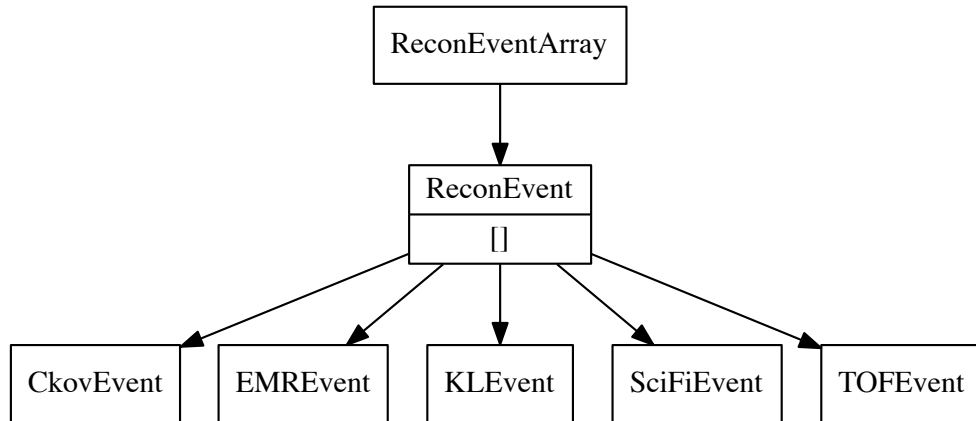 ReconEventArray
ReconEvent
[]
CkovEvent
EMREvent
KLEvent
SciFiEvent
TOFEvent